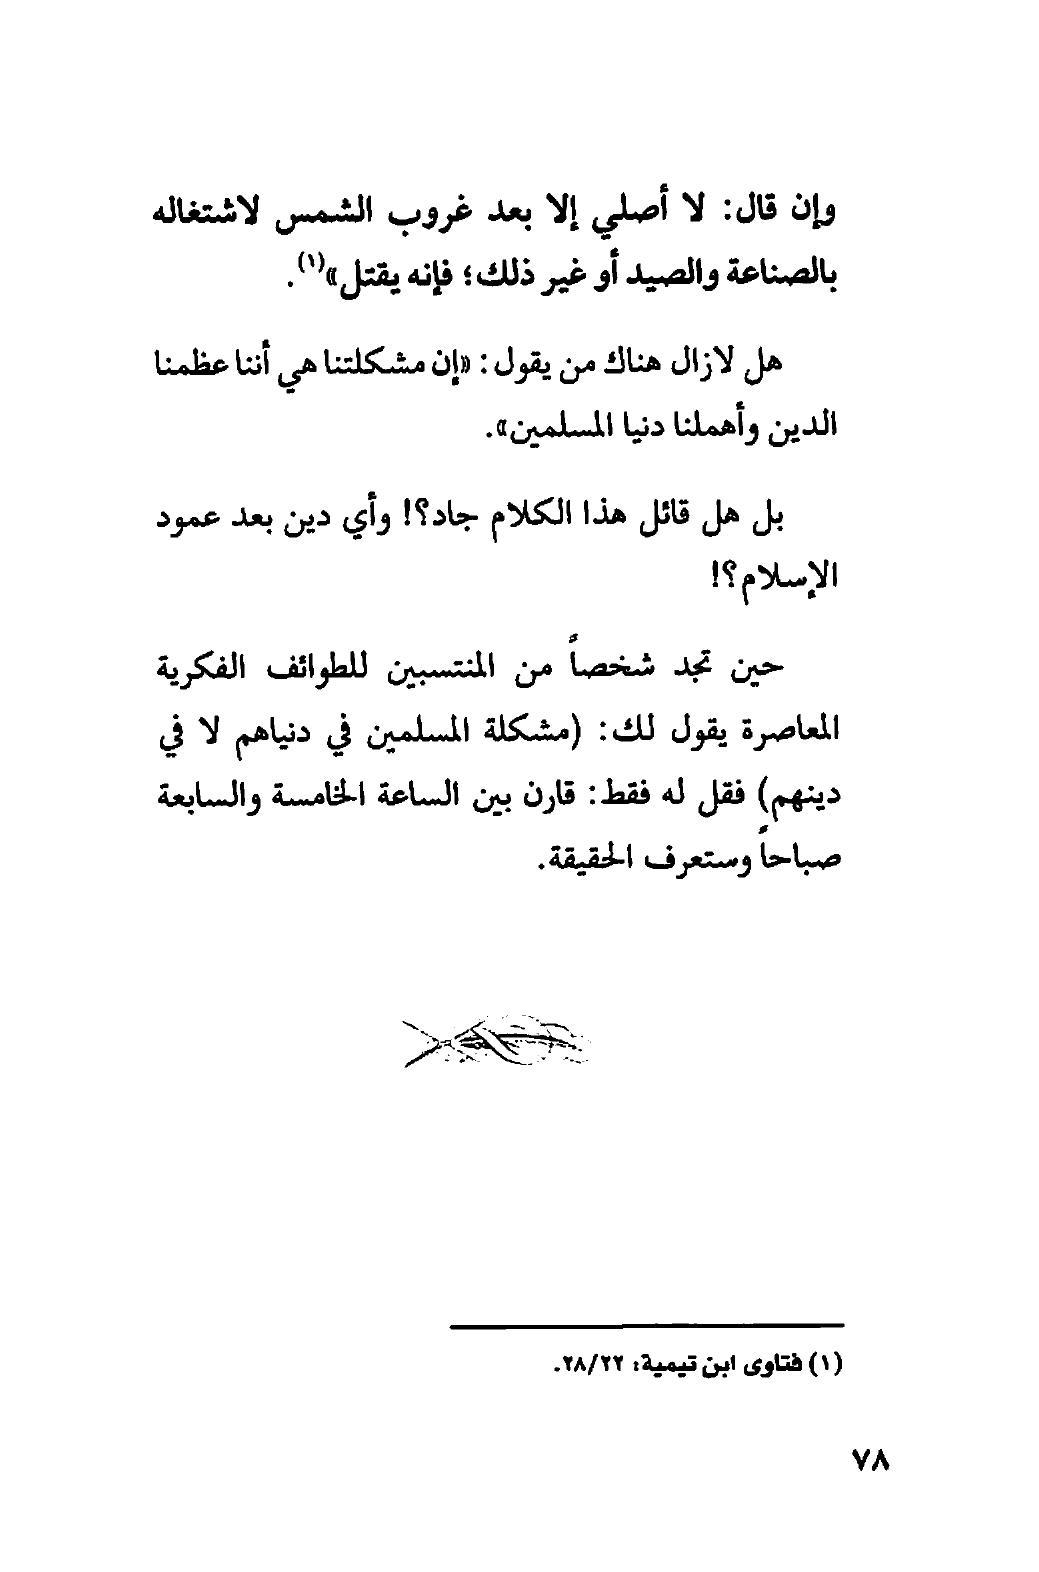 وإن قال: لا أصلي إلا بعد غروب الشمس لاشتغاله
بالصناعة والصيد أو غير ذلك؛ فإنه يقتل»(١).
هل لازال هناك من يقول: «إن مشكلتنا هي أننا عظمنا
الدين وأهملنا دنيا المسلمين».
بل هل قائل هذا الكلام جاد؟! وأي دين بعد عمود
الإسلام؟!
حين تجد شخصاً من المنتسبين للطوائف الفكرية
المعاصرة يقول لك: (مشكلة المسلمين في دنياهم لا في
دينهم) فقل له فقط: قارن بين الساعة الخامسة والسابعة
صباحاً وستعرف الحقيقة.
(١) فتاوى ابن تيمية: ٢٨/٢٢.
٧٨